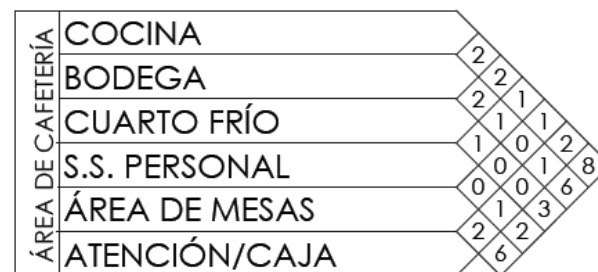 ÁREA DE CAFETERÍA
COCINA
2
BODEGA 2
2 1
CUARTO FRÍO 1 1
1 0 2
S.S. PERSONAL 0 1 8
0 0 6
ÁREA DE MESAS 1 3
2 2
ATENCIÓN/CAJA 6